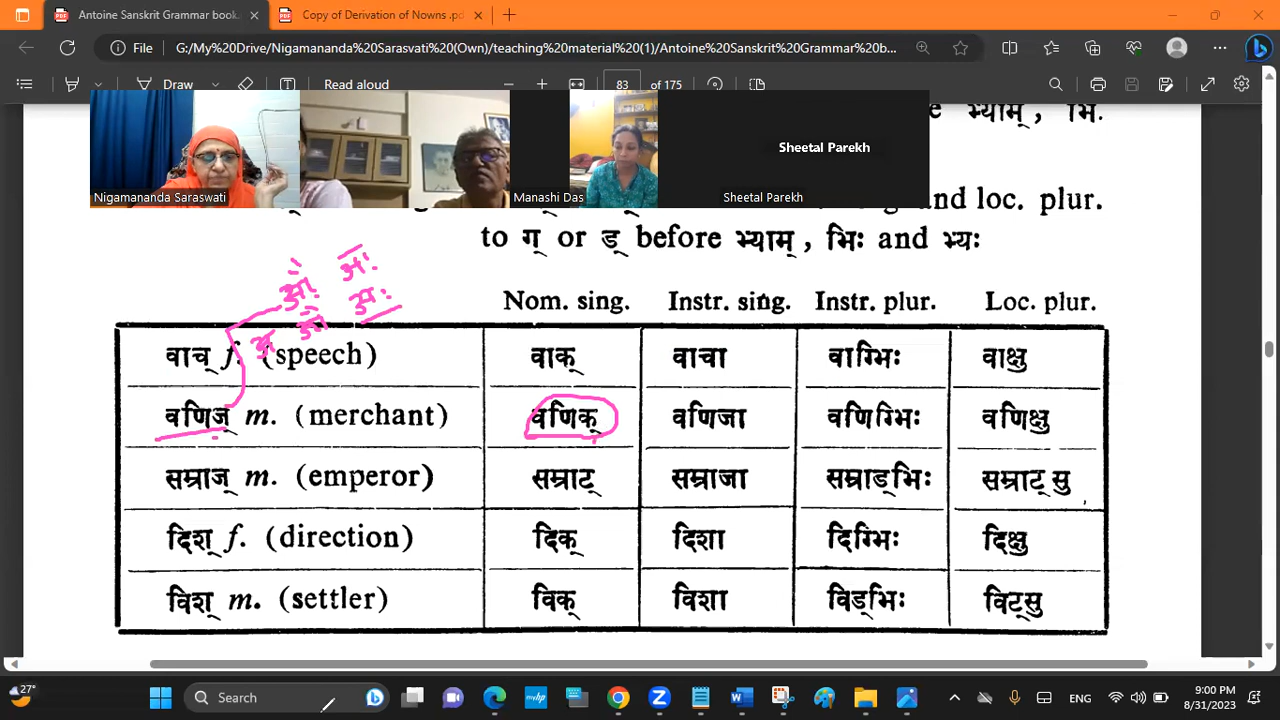 Antoine Sanskrit Grammar book.
Copy of Derivation of Nowns .pdf
File
G:/My%20Drive/Nigamananda%20Sarasvati%20(Own)/teaching%20material%20(1)/Antoine%20Sanskrit%20Grammar%20b...
Draw
Read aloud
83 of 175
भ्याम्, भि.
Nigamananda Saraswati
Manashi Das
Sheetal Parekh
Sheetal Parekh
and loc. plur.
to ग् or ड् before भ्याम्, भिः and भ्यः
औ अः
अ सः
Nom. sing. Instr. sing. Instr. plur. Loc. plur.
वाच् f. (speech) वाक् वाचा वाग्भिः वाक्षु
वणिज् m. (merchant) वणिक् वणिजा वणिग्भिः वणिक्षु
सम्राज् m. (emperor) सम्राट् सम्राजा सम्राड्भिः सम्राट्सु
दिश् f. (direction) दिक् दिशा दिग्भिः दिक्षु
विश् m. (settler) विक् विशा विड्भिः विट्सु
27°
Search
ENG
9:00 PM
8/31/2023